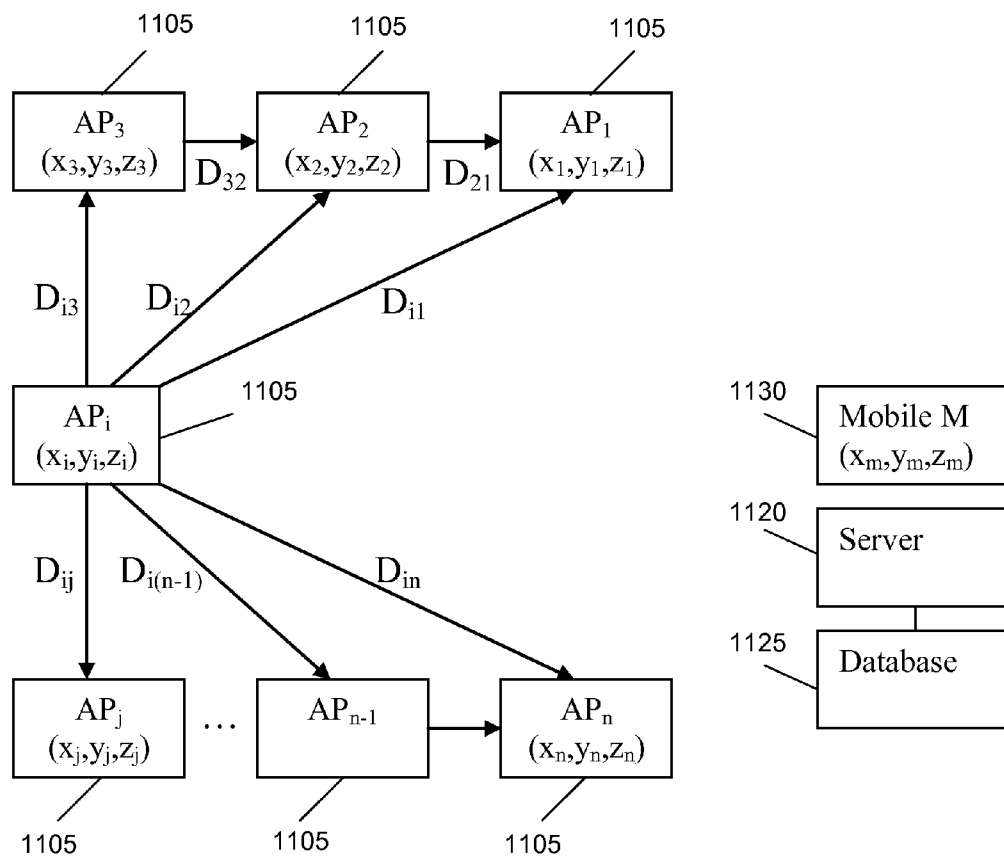 1105 1105 1105
AP₃ AP₂ AP₁
(x₃,y₃,z₃) (x₂,y₂,z₂) (x₁,y₁,z₁)
D₃₂ D₂₁
Dᵢ₃ Dᵢ₂ Dᵢ₁
1105
APᵢ
(xᵢ,yᵢ,zᵢ)
1130 Mobile M
(xₘ,yₘ,zₘ)
1120 Server
Dᵢⱼ Dᵢ₍ₙ₋₁₎ Dᵢₙ
1125 Database
APⱼ … APₙ₋₁ APₙ
(xⱼ,yⱼ,zⱼ) (xₙ,yₙ,zₙ)
1105 1105 1105